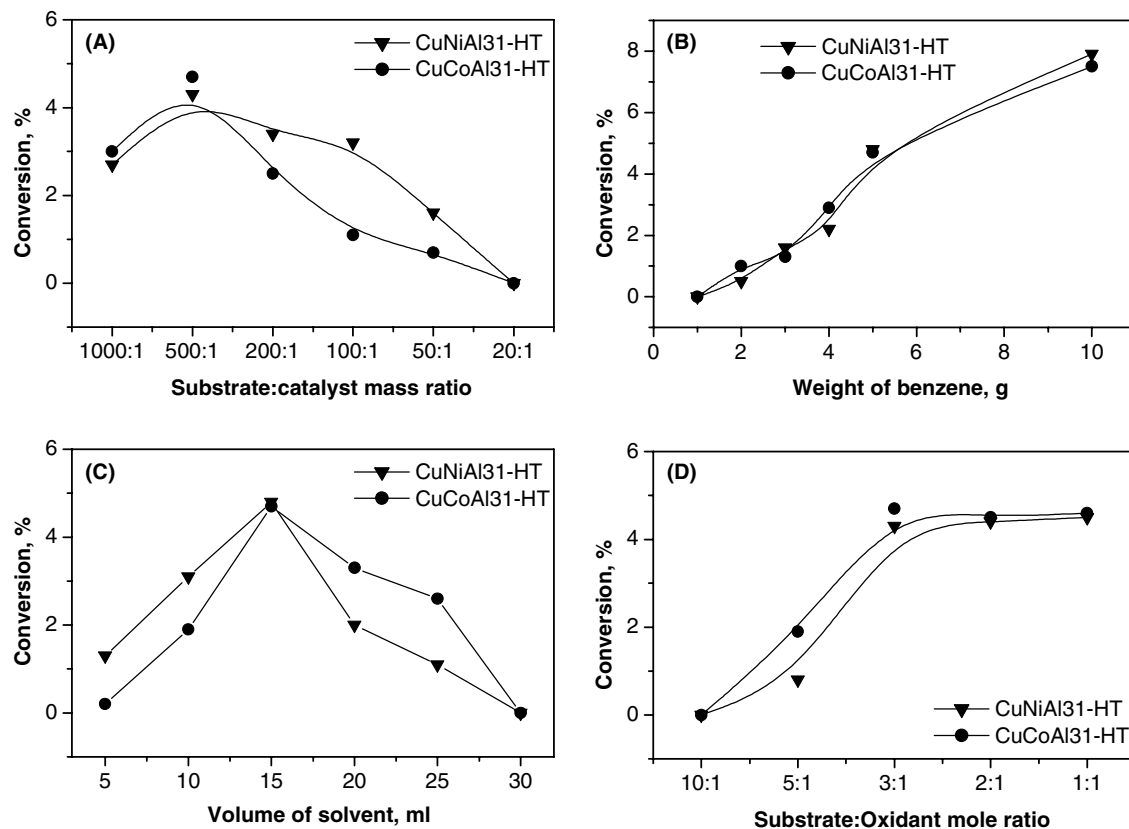 (A)
CuNiAl31-HT
CuCoAl31-HT
6
4
2
0
Conversion, %
1000:1 500:1 200:1 100:1 50:1 20:1
Substrate:catalyst mass ratio
(B)
CuNiAl31-HT
CuCoAl31-HT
8
6
4
2
0
Conversion, %
0 2 4 6 8 10
Weight of benzene, g
(C)
CuNiAl31-HT
CuCoAl31-HT
6
4
2
0
Conversion, %
5 10 15 20 25 30
Volume of solvent, ml
(D)
6
4
2
0
Conversion, %
CuNiAl31-HT
CuCoAl31-HT
10:1 5:1 3:1 2:1 1:1
Substrate:Oxidant mole ratio